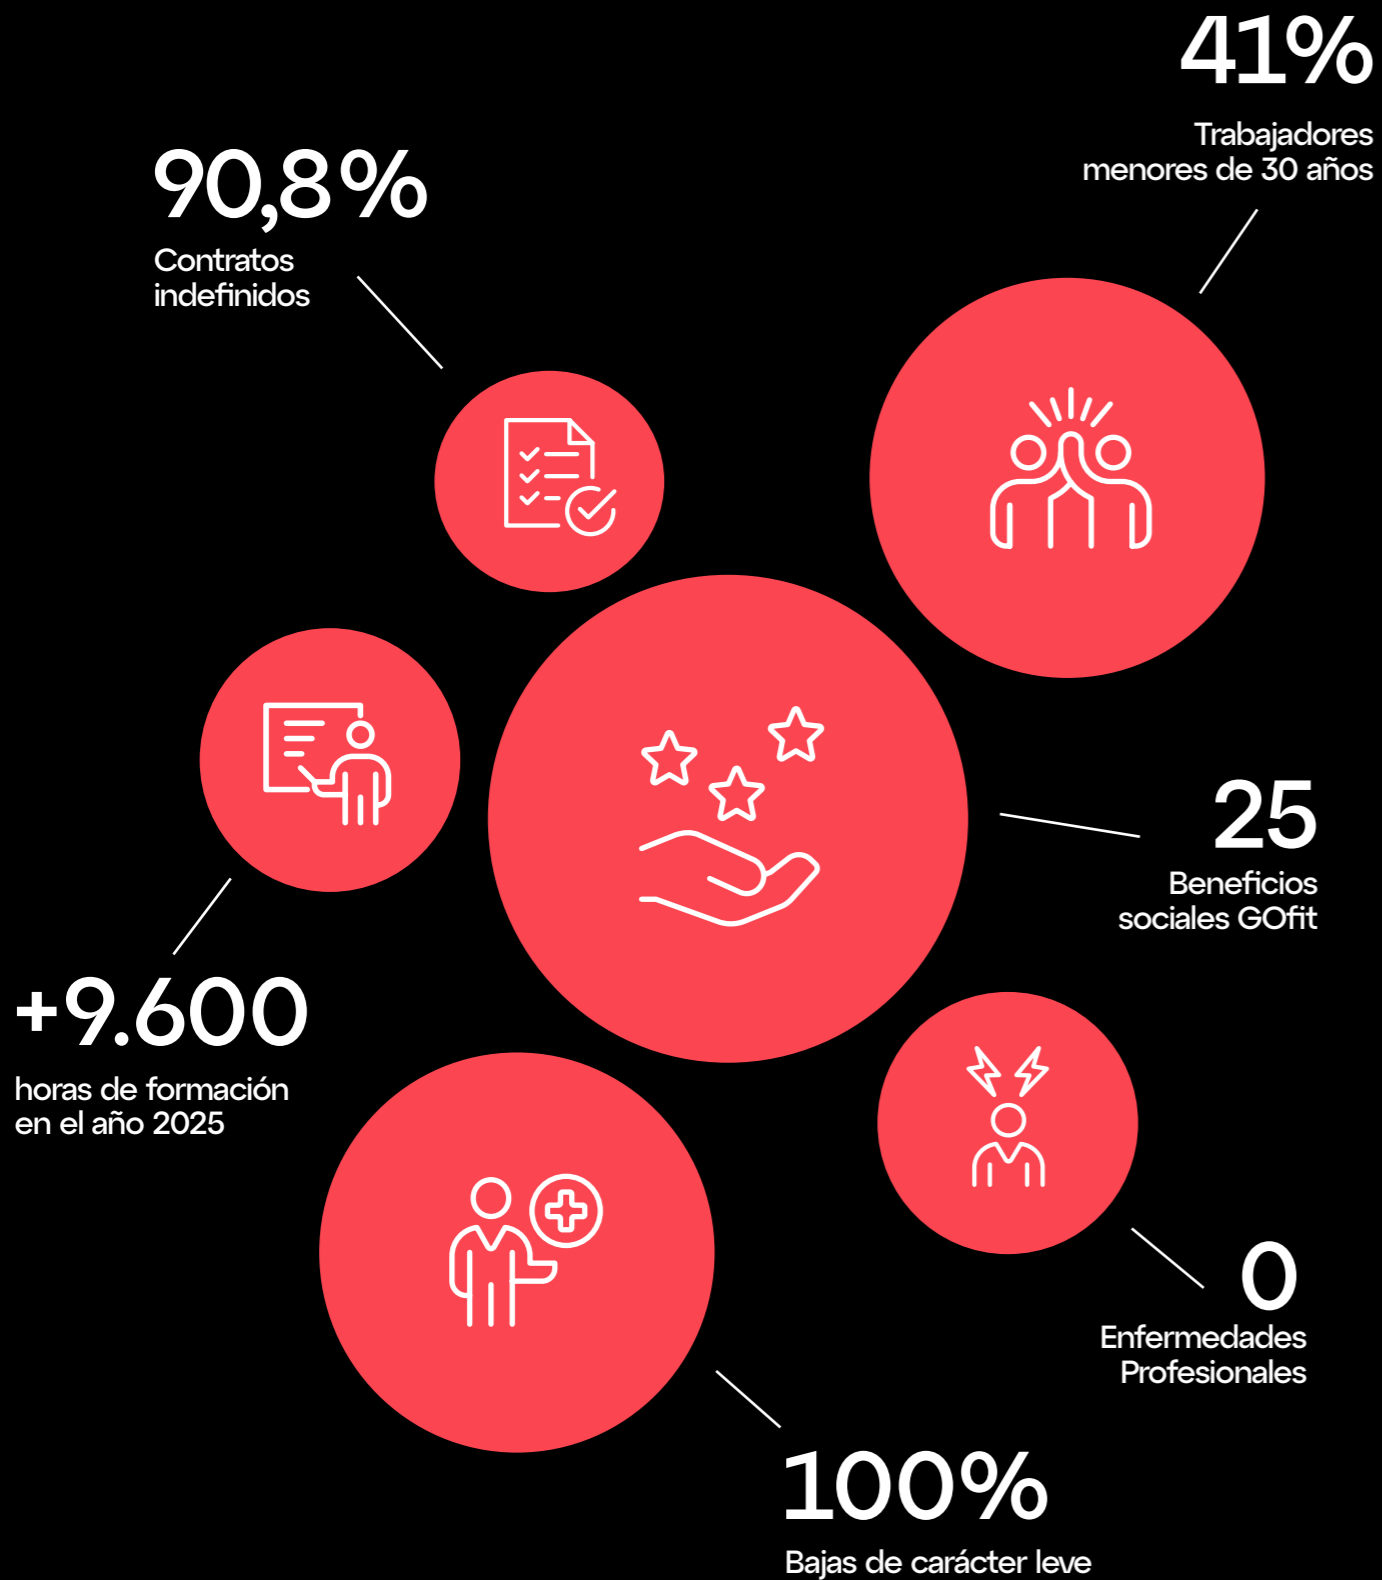 41%
Trabajadores
menores de 30 años
90,8%
Contratos
indefinidos
25
Beneficios
sociales GOfit
+9.600
horas de formación
en el año 2025
0
Enfermedades
Profesionales
100%
Bajas de carácter leve